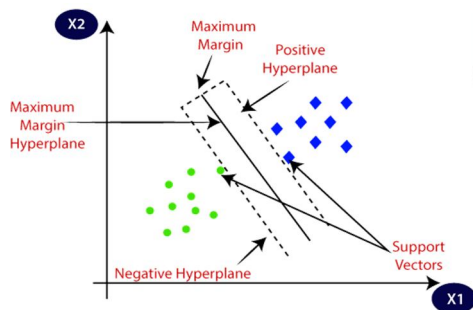 X2
Maximum
Margin
Positive
Hyperplane
Maximum
Margin
Hyperplane
Support
Vectors
Negative Hyperplane
X1